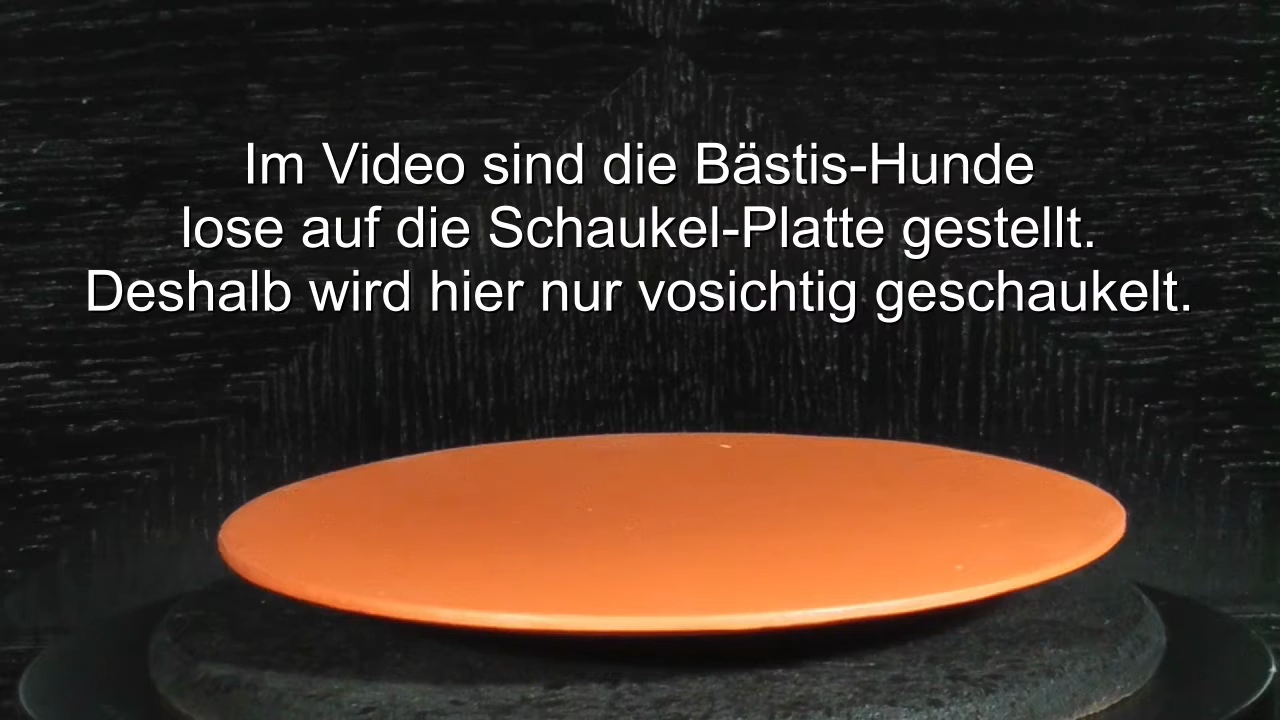 Im Video sind die Bästis-Hunde
lose auf die Schaukel-Platte gestellt.
Deshalb wird hier nur vosichtig geschaukelt.